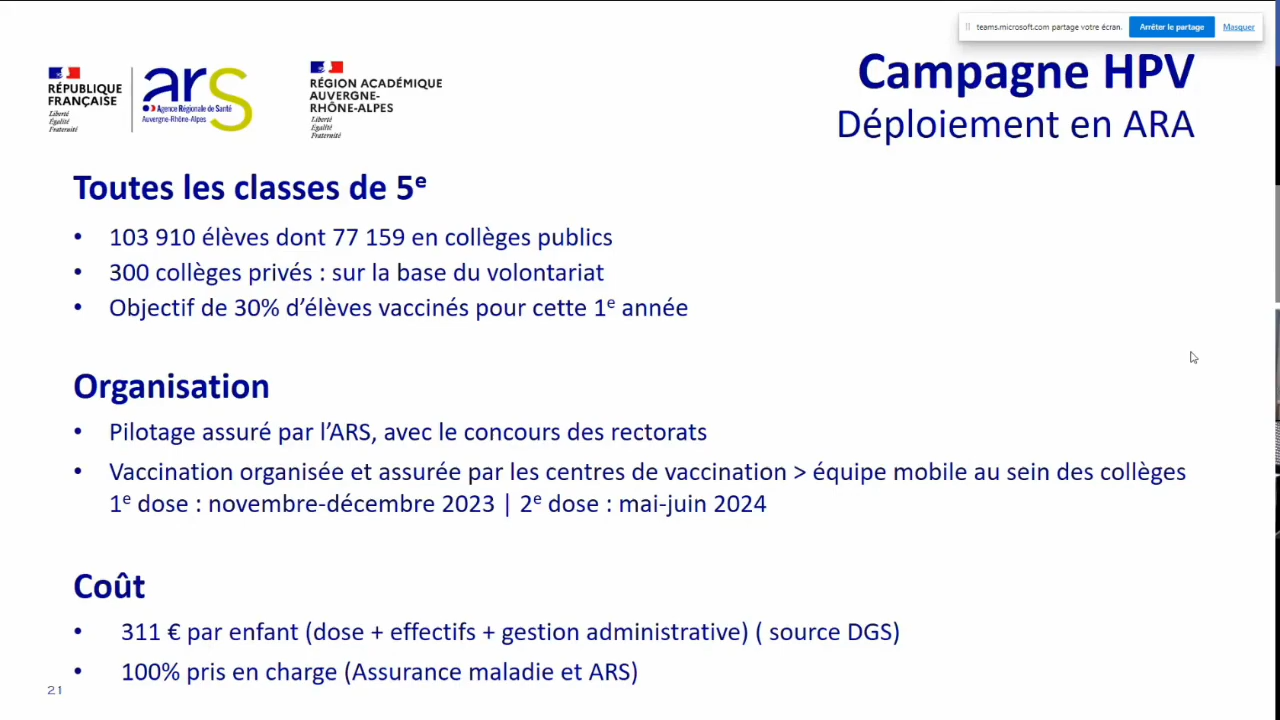 teams.microsoft.com partage votre écran.
Arrêter le partage
Masquer
RÉPUBLIQUE
FRANÇAISE
Liberté
Égalité
Fraternité
ars
Agence Régionale de Santé
Auvergne-Rhône-Alpes
RÉGION ACADÉMIQUE
AUVERGNE-
RHÔNE-ALPES
Liberté
Égalité
Fraternité
Campagne HPV
Déploiement en ARA
Toutes les classes de 5e
• 103 910 élèves dont 77 159 en collèges publics
• 300 collèges privés : sur la base du volontariat
• Objectif de 30% d’élèves vaccinés pour cette 1e année
Organisation
• Pilotage assuré par l’ARS, avec le concours des rectorats
• Vaccination organisée et assurée par les centres de vaccination > équipe mobile au sein des collèges
1e dose : novembre-décembre 2023 | 2e dose : mai-juin 2024
Coût
• 311 € par enfant (dose + effectifs + gestion administrative) ( source DGS)
• 100% pris en charge (Assurance maladie et ARS)
21